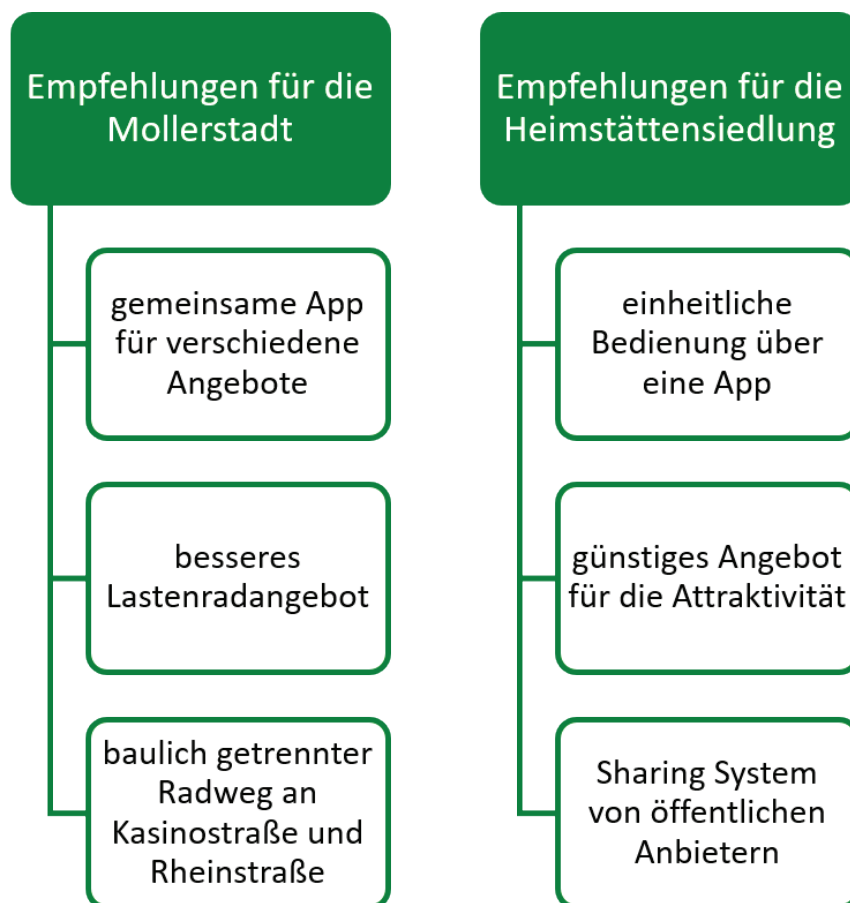 Empfehlungen für die
Mollerstadt
gemeinsame App
für verschiedene
Angebote
besseres
Lastenradangebot
baulich getrennter
Radweg an
Kasinostraße und
Rheinstraße
Empfehlungen für die
Heimstättensiedlung
einheitliche
Bedienung über
eine App
günstiges Angebot
für die Attraktivität
Sharing System
von öffentlichen
Anbietern